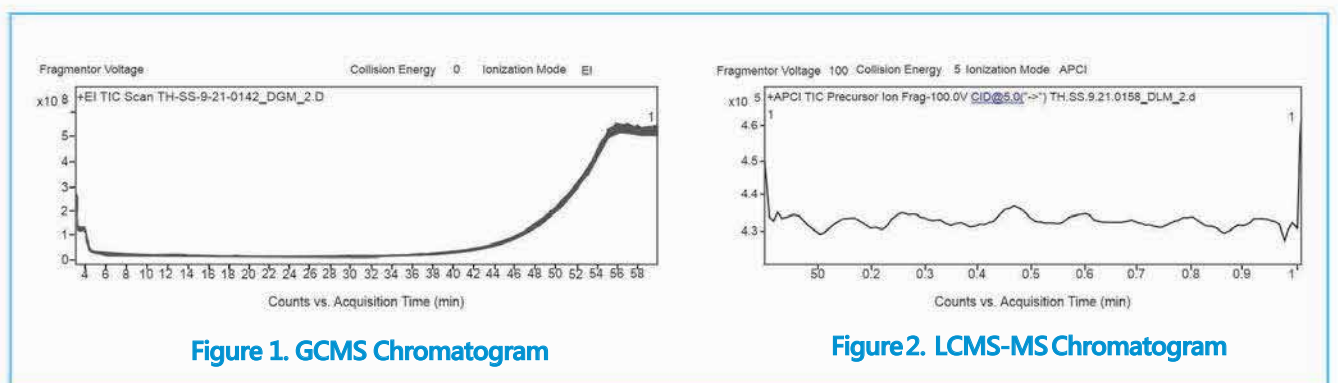 Fragmentor Voltage Collision Energy 0 Ionization Mode EI
x10 8 +EI TIC Scan TH-SS-9-21-0142_DGM_2.D
1
5
4
3
2
1
0
4 6 8 10 12 14 16 18 20 22 24 26 28 30 32 34 36 38 40 42 44 46 48 50 52 54 56 58
Counts vs. Acquisition Time (min)
Figure 1. GCMS Chromatogram
Fragmentor Voltage 100 Collision Energy 5 Ionization Mode APCI
x10 5 +APCI TIC Precursor Ion Frag-100.0V CID@5.0("->") TH.SS.9.21.0158_DLM_2.d
1 1
4.6
4.5
4.4
4.3
50 0.2 0.3 0.4 0.5 0.6 0.7 0.8 0.9 1
Counts vs. Acquisition Time (min)
Figure 2. LCMS-MS Chromatogram